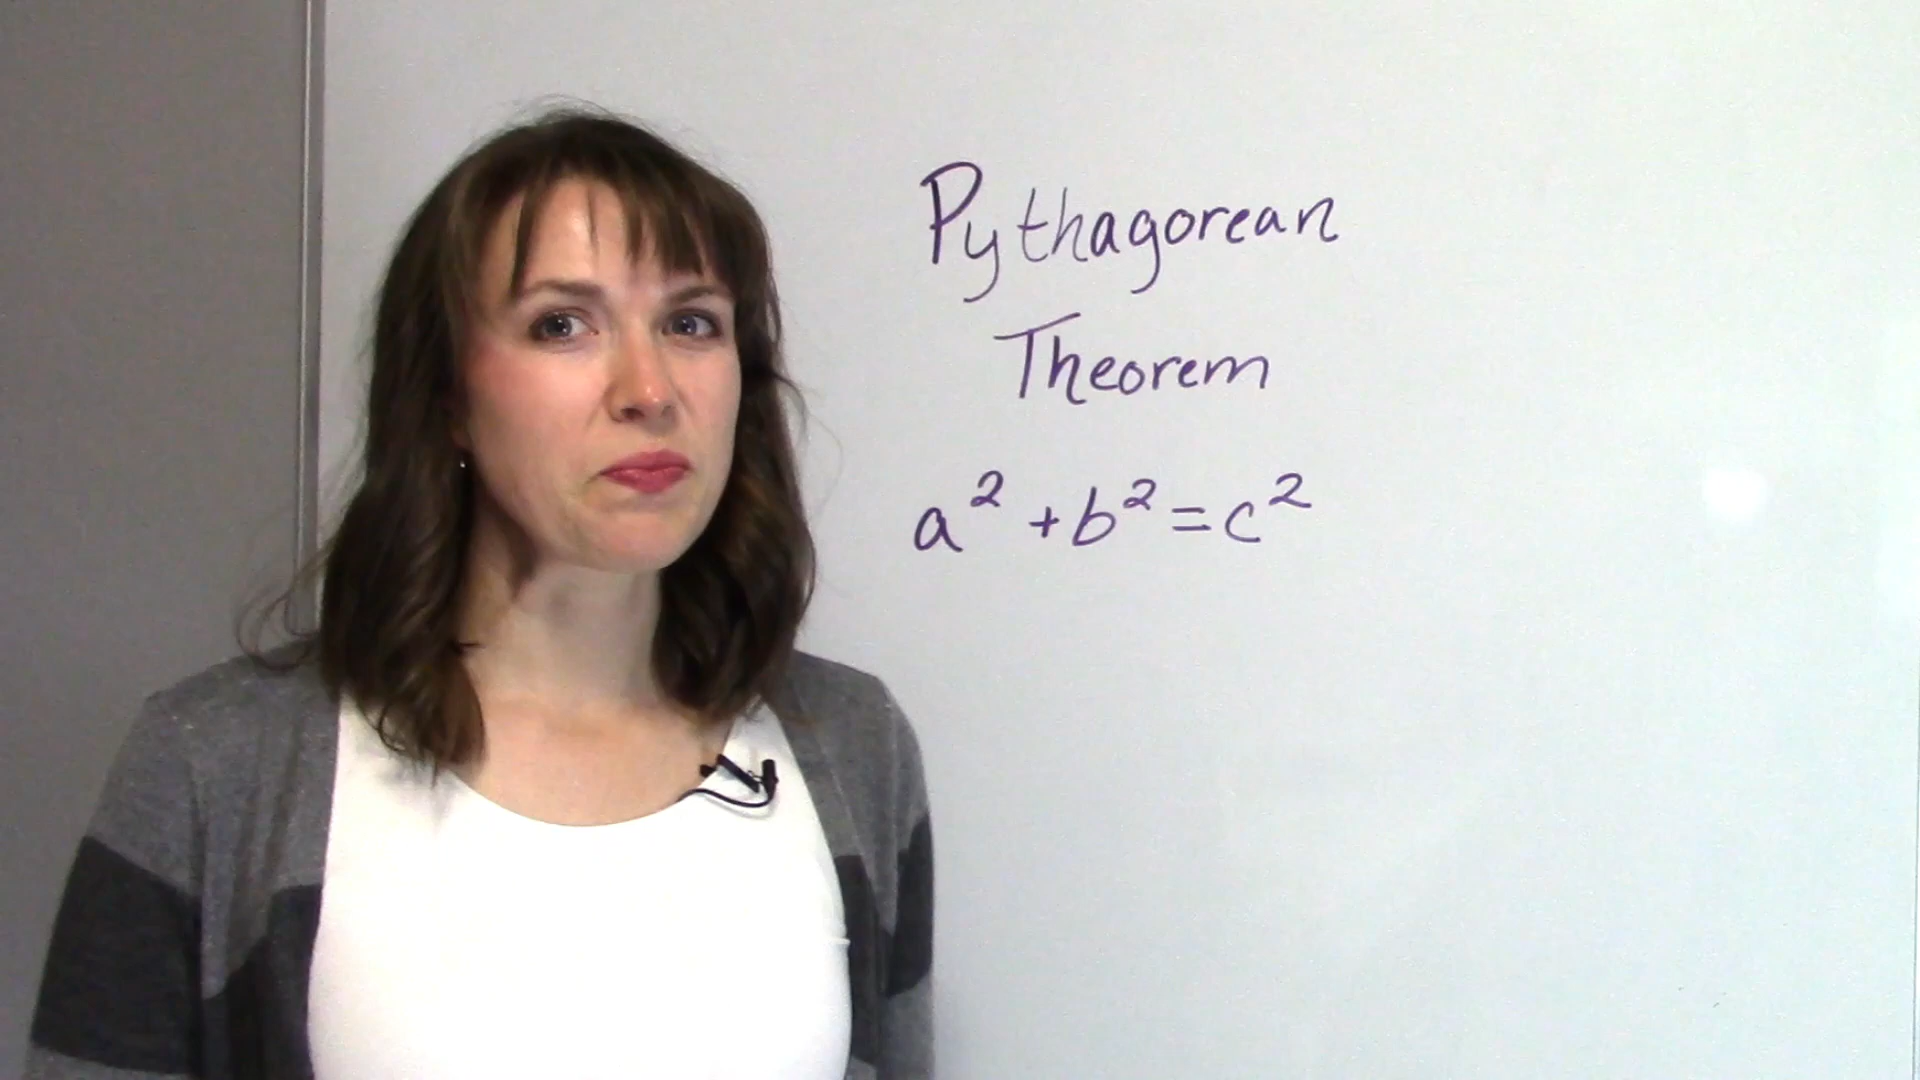 Pythagorean
Theorem
a² + b² = c²